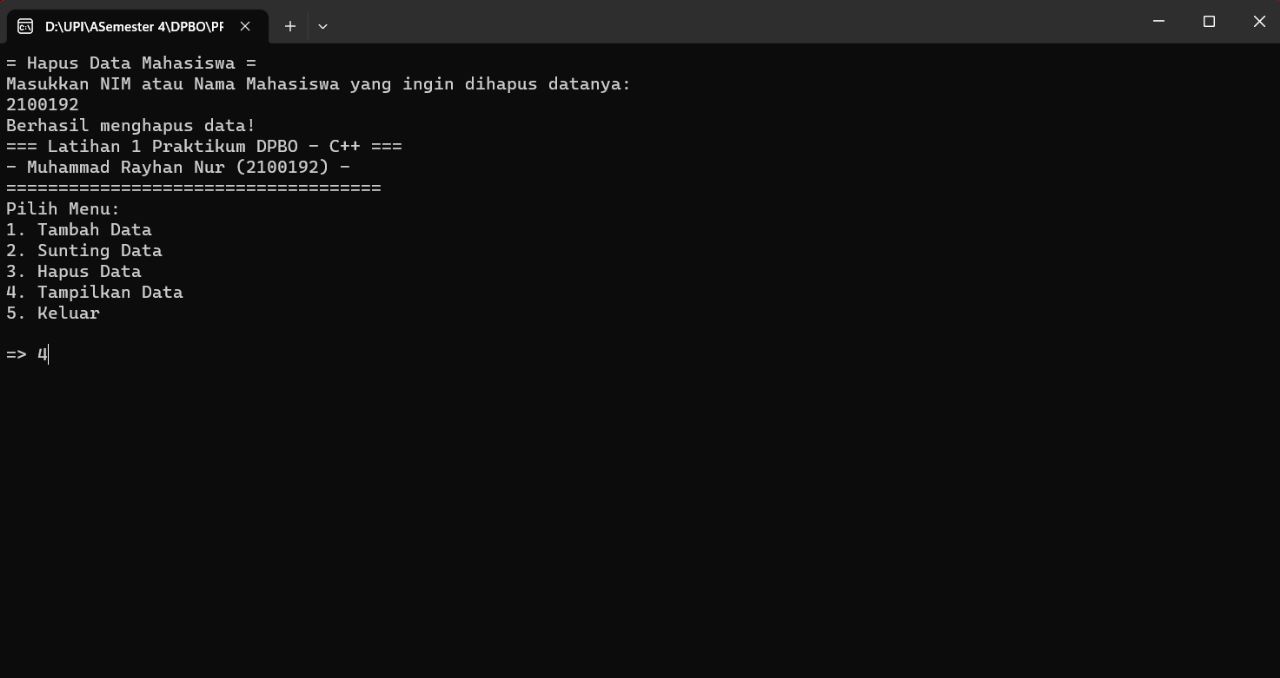 D:\UPI\ASemester 4\DPBO\PF
= Hapus Data Mahasiswa =
Masukkan NIM atau Nama Mahasiswa yang ingin dihapus datanya:
2100192
Berhasil menghapus data!
=== Latihan 1 Praktikum DPBO - C++ ===
- Muhammad Rayhan Nur (2100192) -
====================================
Pilih Menu:
1. Tambah Data
2. Sunting Data
3. Hapus Data
4. Tampilkan Data
5. Keluar
=> 4